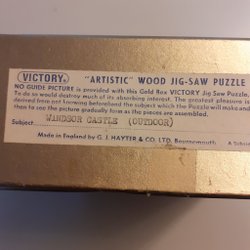 VICTORY. "ARTISTIC" WOOD JIG-SAW PUZZLE
NO GUIDE PICTURE is provided with this Gold Box VICTORY Jig Saw Puzzle,
To do so would destroy much of its absorbing interest. The greatest pleasure is
derived from not knowing beforehand the subject which the Puzzle will make and
then to see the picture gradually form as the pieces are assembled.
Subject WINDSOR CASTLE (OUTDOOR)
Made in England by G. J. HAYTER & CO. LTD. Bournemouth. A Subsid